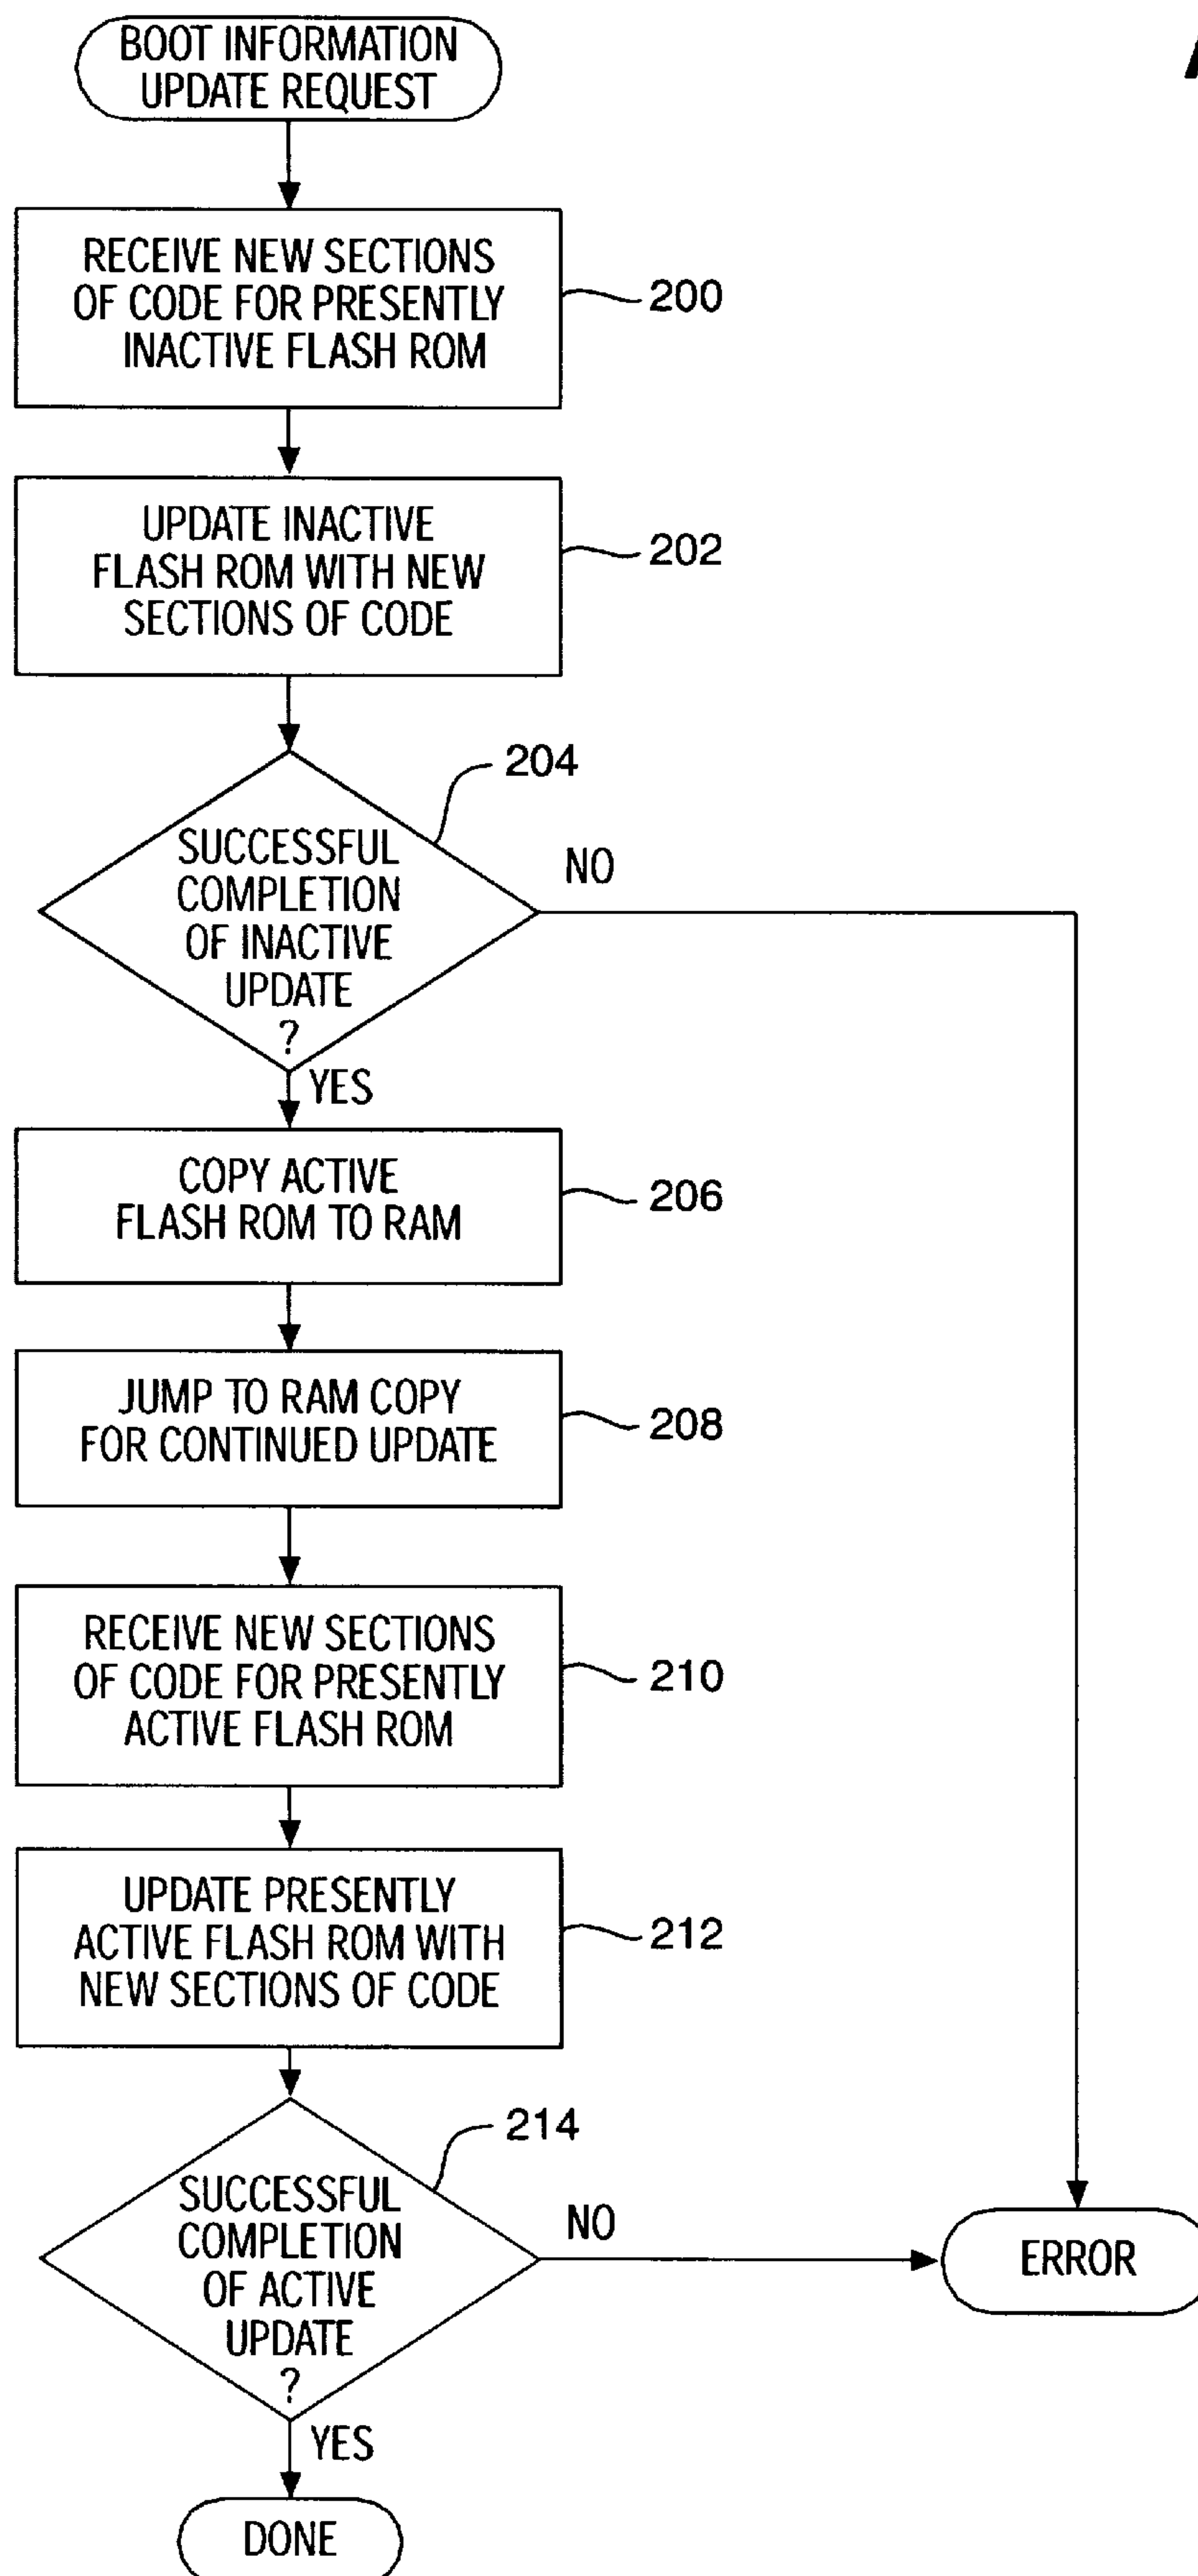 BOOT INFORMATION
UPDATE REQUEST
RECEIVE NEW SECTIONS
OF CODE FOR PRESENTLY
INACTIVE FLASH ROM
200
UPDATE INACTIVE
FLASH ROM WITH NEW
SECTIONS OF CODE
202
204
SUCCESSFUL
COMPLETION
OF INACTIVE
UPDATE
?
NO
YES
COPY ACTIVE
FLASH ROM TO RAM
206
JUMP TO RAM COPY
FOR CONTINUED UPDATE
208
RECEIVE NEW SECTIONS
OF CODE FOR PRESENTLY
ACTIVE FLASH ROM
210
UPDATE PRESENTLY
ACTIVE FLASH ROM WITH
NEW SECTIONS OF CODE
212
214
SUCCESSFUL
COMPLETION
OF ACTIVE
UPDATE
?
NO
ERROR
YES
DONE